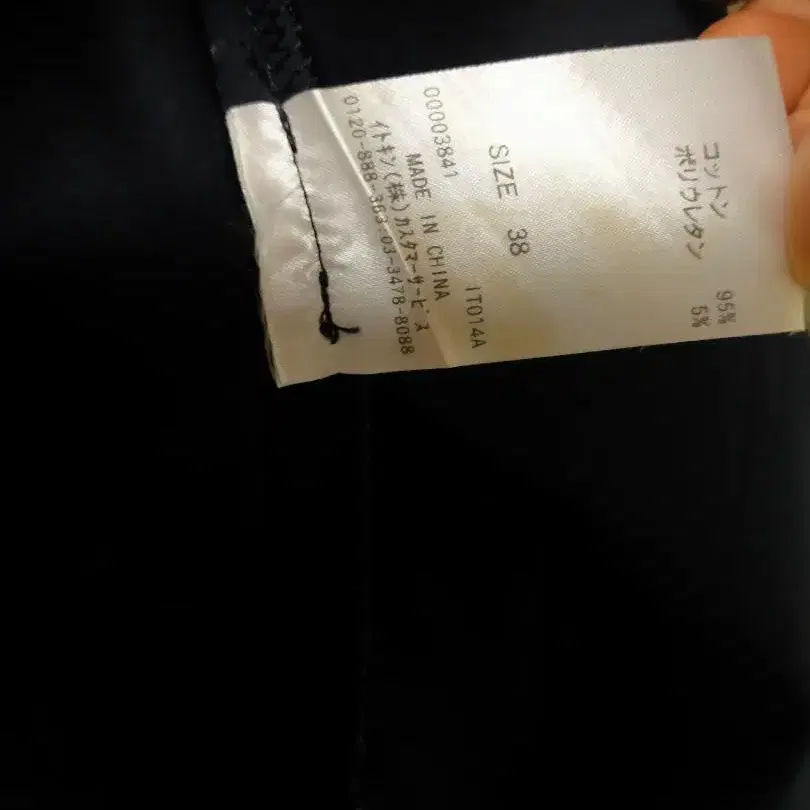 コットン 95%
ポリウレタン 5%
SIZE 38
IT014A
00003841
MADE IN CHINA
イトキン(株)カスタマーサービス
0120-888-363:03-3478-8088